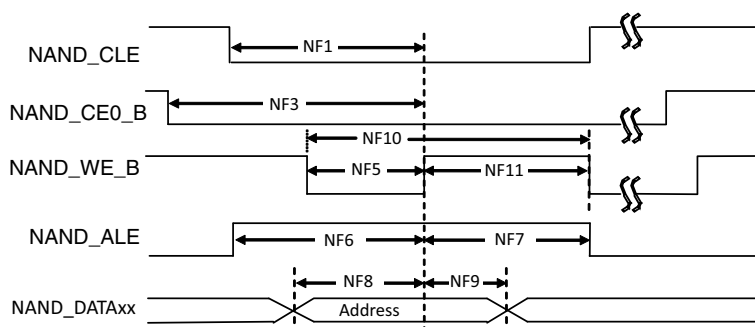 NAND_CLE
NF1
NAND_CE0_B
NF3
NF10
NAND_WE_B
NF5
NF11
NAND_ALE
NF6
NF7
NF8
NF9
NAND_DATAxx
Address